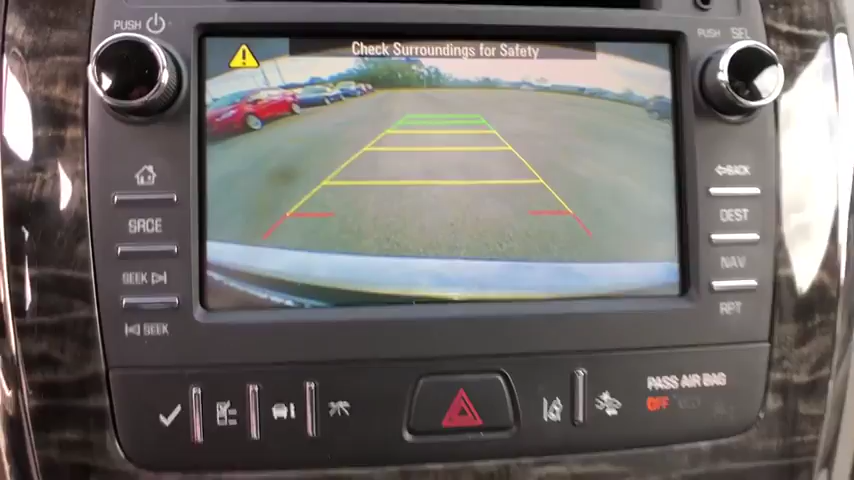 PUSH
Check Surroundings for Safety
PUSH SEL
SRCE
SEEK
SEEK
BACK
DEST
NAV
RPT
PASS AIR BAG
OFF